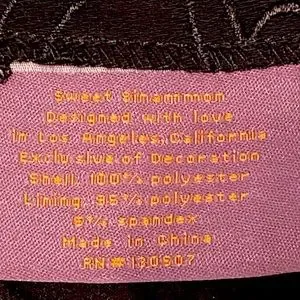 Sweet Sinammmon
Designed with love
in Los Angeles, California
Exclusive of Decoration
Shell 100% polyester
Lining 95% polyester
5% spandex
Made in China
RN# 130507